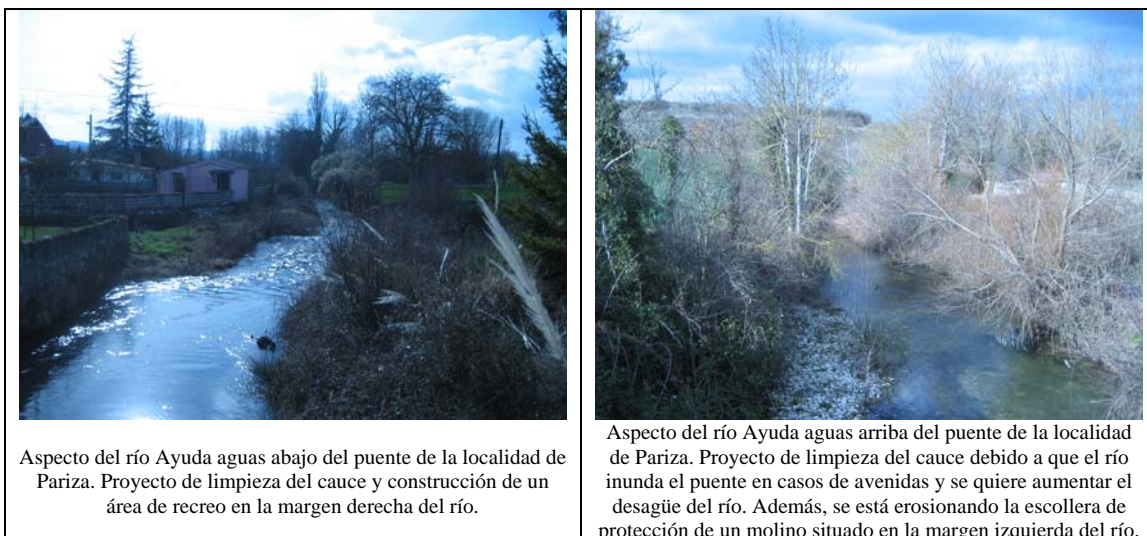 Aspecto del río Ayuda aguas abajo del puente de la localidad de
Pariza. Proyecto de limpieza del cauce y construcción de un
área de recreo en la margen derecha del río.
Aspecto del río Ayuda aguas arriba del puente de la localidad
de Pariza. Proyecto de limpieza del cauce debido a que el río
inunda el puente en casos de avenidas y se quiere aumentar el
desagüe del río. Además, se está erosionando la escollera de
protección de un molino situado en la margen izquierda del río.